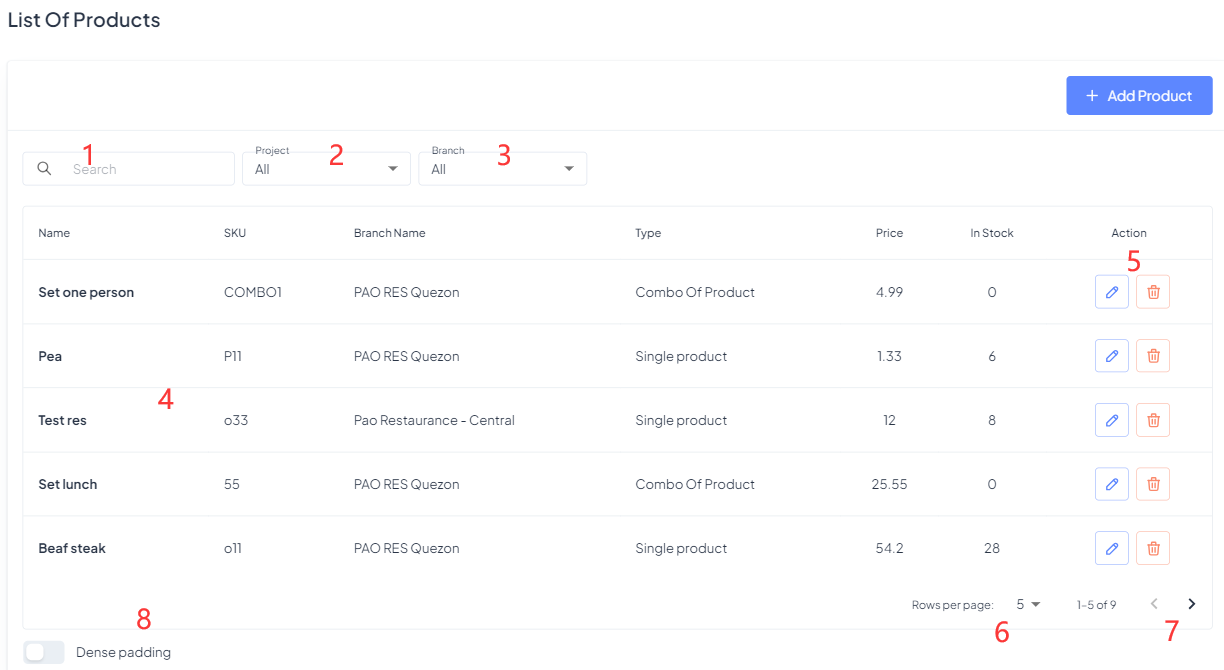 List Of Products
+ Add Product
1 2 3
Project Branch
Search All All
Name SKU Branch Name Type Price In Stock Action
5
Set one person COMBO1 PAO RES Quezon Combo Of Product 4.99 0
Pea P11 PAO RES Quezon Single product 1.33 6
4
Test res o33 Pao Restaurance - Central Single product 12 8
Set lunch 55 PAO RES Quezon Combo Of Product 25.55 0
Beaf steak o11 PAO RES Quezon Single product 54.2 28
Rows per page: 5 1-5 of 9
8 6 7
Dense padding